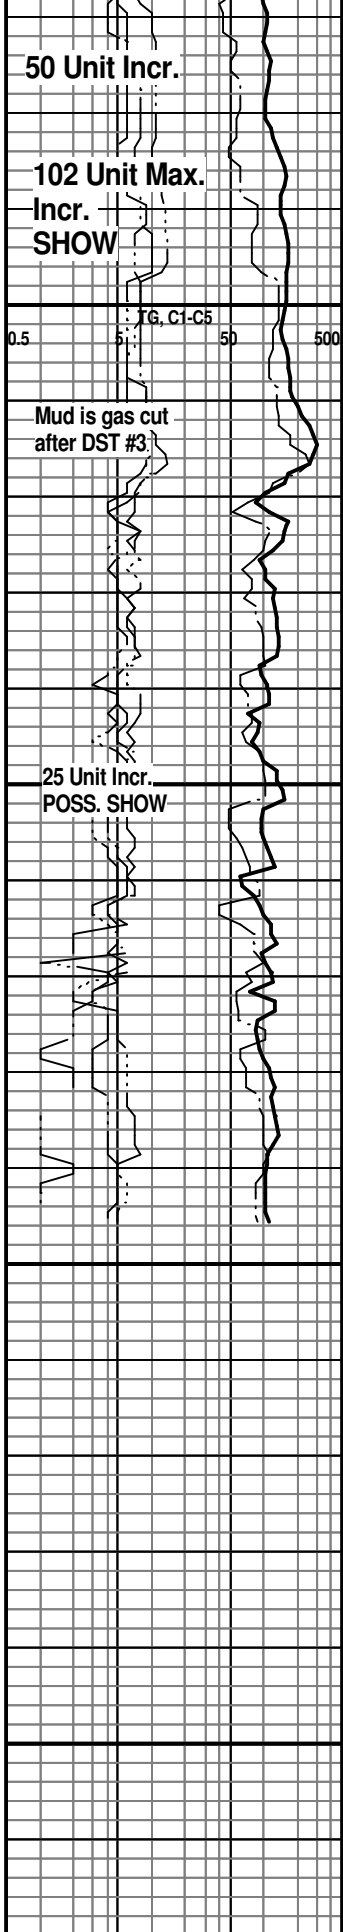 50 Unit Incr.
102 Unit Max.
Incr.
SHOW
TG, C1-C5
0.5 5 50 500
Mud is gas cut
after DST #3
25 Unit Incr.
POSS. SHOW